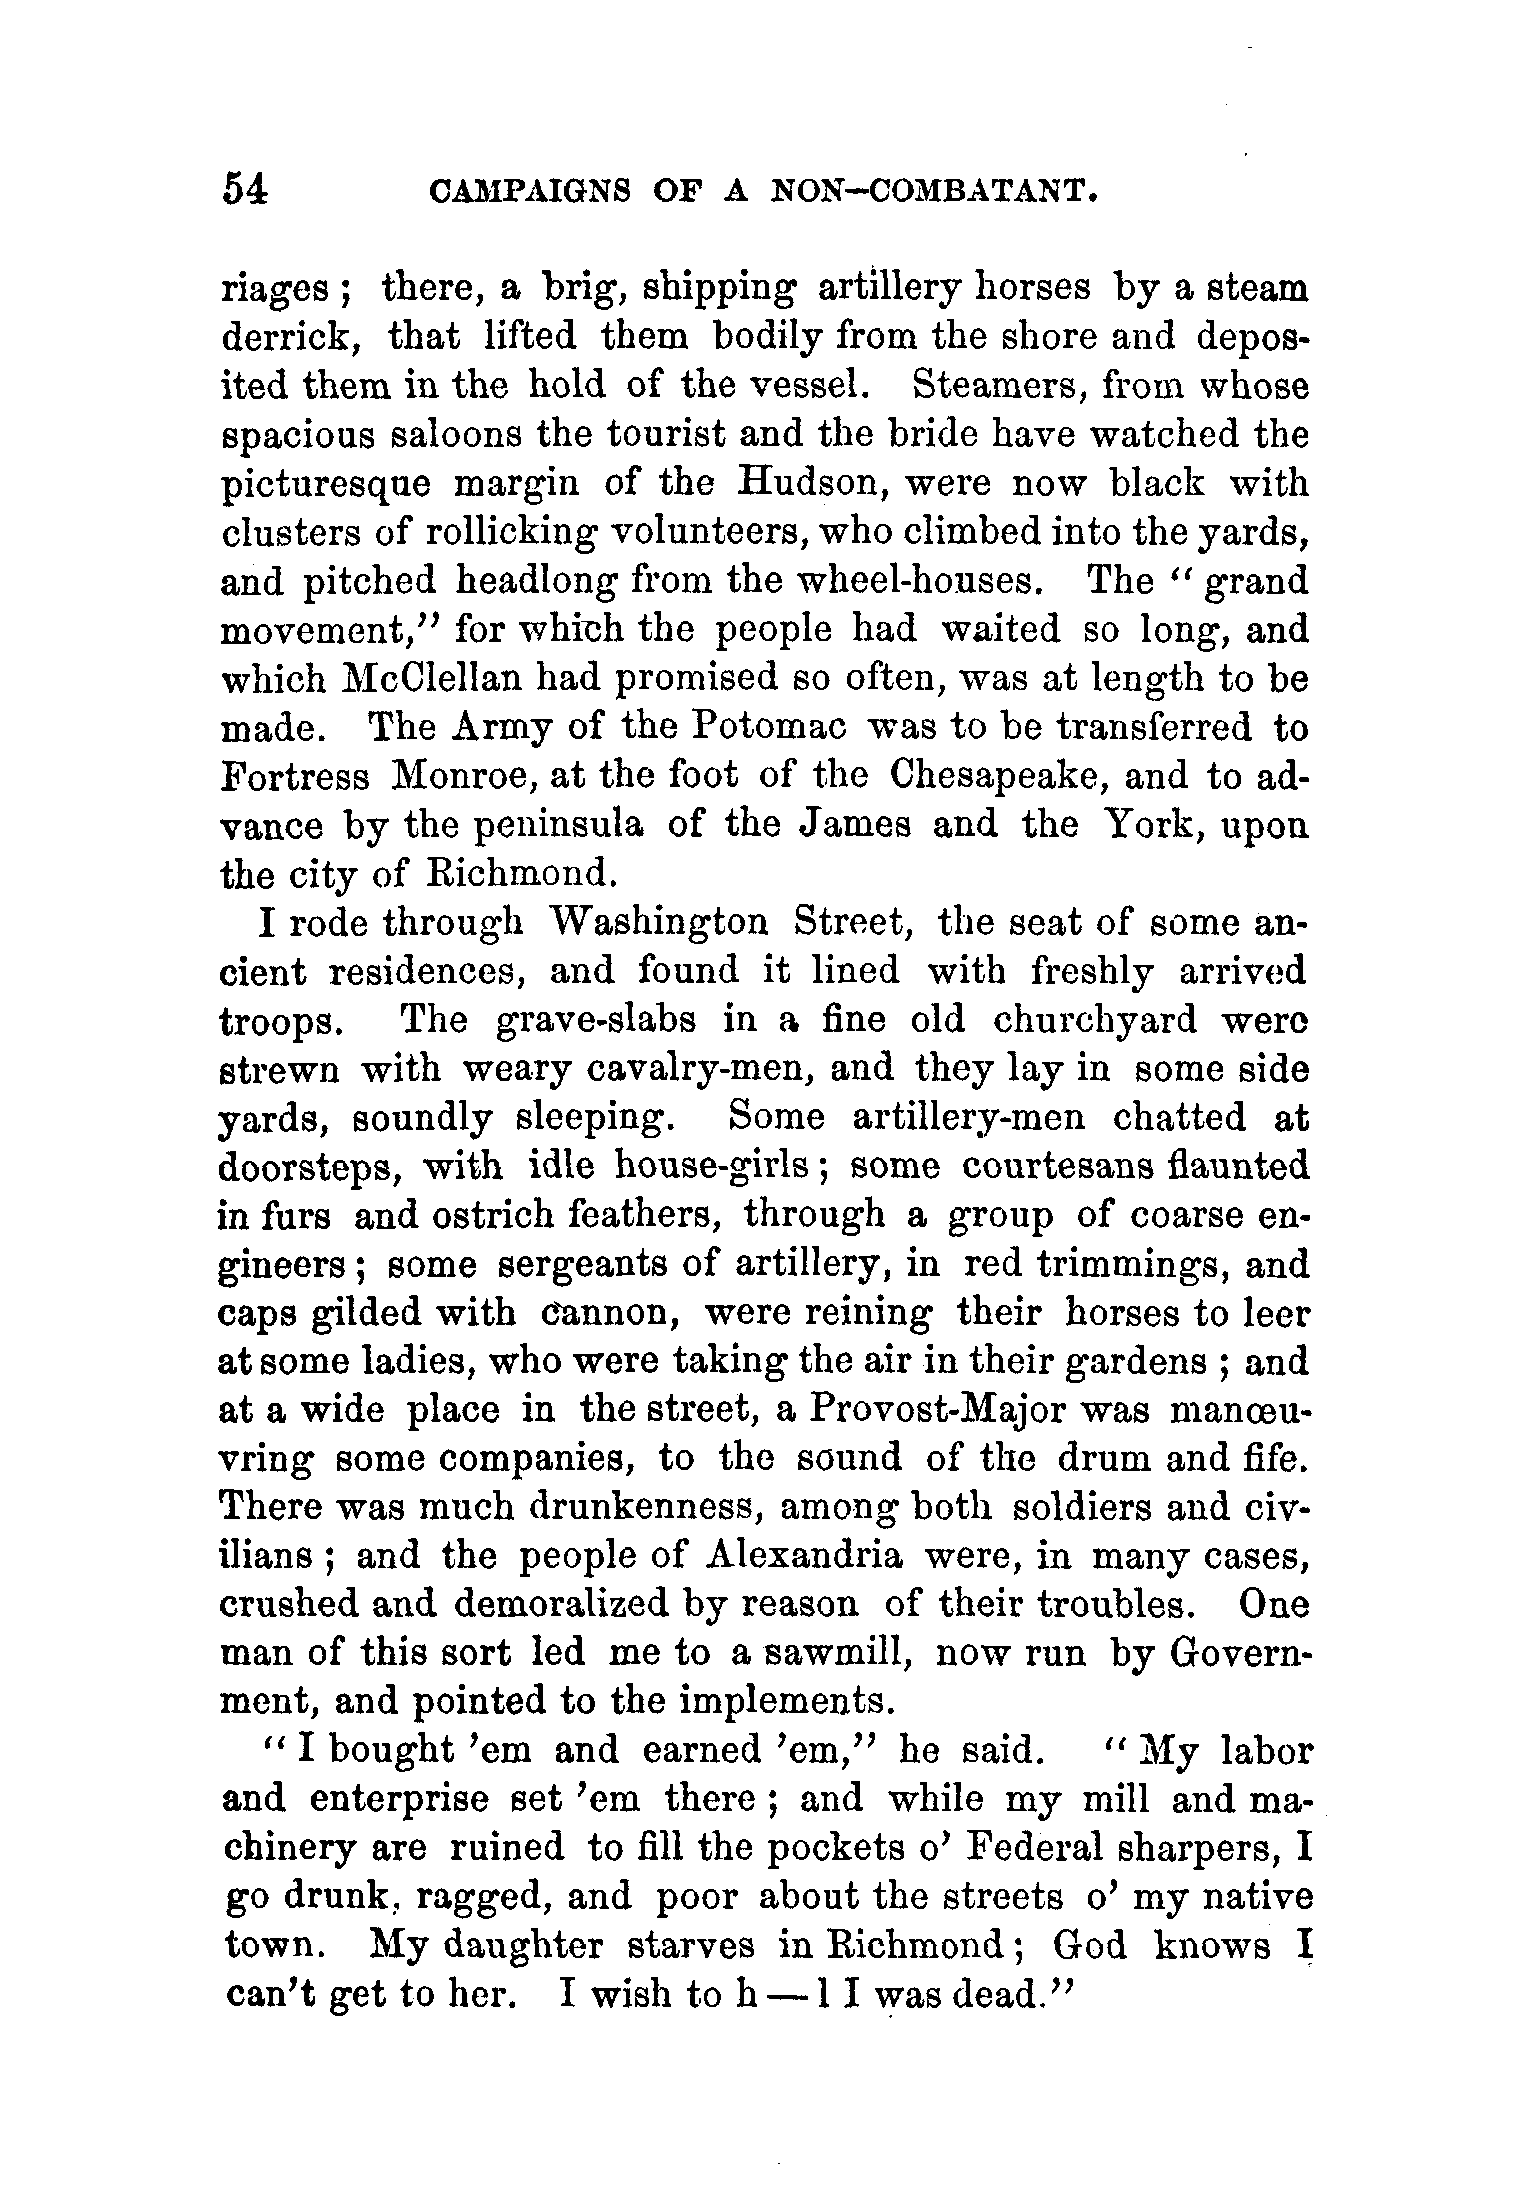 54 CAMPAIGNS OF A NON-COMBATANT.
riages ; there, a brig, shipping artillery horses by a steam
derrick, that lifted them bodily from the shore and depos-
ited them in the hold of the vessel. Steamers, from whose
spacious saloons the tourist and the bride have watched the
picturesque margin of the Hudson, were now black with
clusters of rollicking volunteers, who climbed into the yards,
and pitched headlong from the wheel-houses. The “ grand
movement,” for which the people had waited so long, and
which McClellan had promised so often, was at length to be
made. The Army of the Potomac was to be transferred to
Fortress Monroe, at the foot of the Chesapeake, and to ad-
vance by the peninsula of the James and the York, upon
the city of Richmond.
I rode through Washington Street, the seat of some an-
cient residences, and found it lined with freshly arrived
troops. The grave-slabs in a fine old churchyard were
strewn with weary cavalry-men, and they lay in some side
yards, soundly sleeping. Some artillery-men chatted at
doorsteps, with idle house-girls ; some courtesans flaunted
in furs and ostrich feathers, through a group of coarse en-
gineers ; some sergeants of artillery, in red trimmings, and
caps gilded with cannon, were reining their horses to leer
at some ladies, who were taking the air in their gardens ; and
at a wide place in the street, a Provost-Major was manœu-
vring some companies, to the sound of the drum and fife.
There was much drunkenness, among both soldiers and civ-
ilians ; and the people of Alexandria were, in many cases,
crushed and demoralized by reason of their troubles. One
man of this sort led me to a sawmill, now run by Govern-
ment, and pointed to the implements.
“ I bought ’em and earned ’em,” he said. “ My labor
and enterprise set ’em there ; and while my mill and ma-
chinery are ruined to fill the pockets o’ Federal sharpers, I
go drunk, ragged, and poor about the streets o’ my native
town. My daughter starves in Richmond ; God knows I
can’t get to her. I wish to h — l I was dead.”